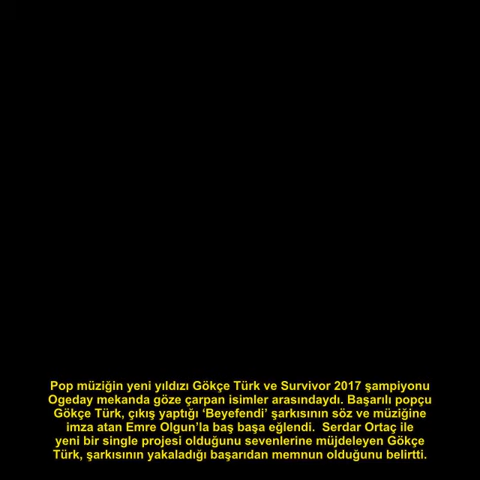 Pop müziğin yeni yıldızı Gökçe Türk ve Survivor 2017 şampiyonu
Ogeday mekanda göze çarpan isimler arasındaydı. Başarılı popçu
Gökçe Türk, çıkış yaptığı ‘Beyefendi’ şarkısının söz ve müziğine
imza atan Emre Olgun’la baş başa eğlendi.  Serdar Ortaç ile
yeni bir single projesi olduğunu sevenlerine müjdeleyen Gökçe
Türk, şarkısının yakaladığı başarıdan memnun olduğunu belirtti.